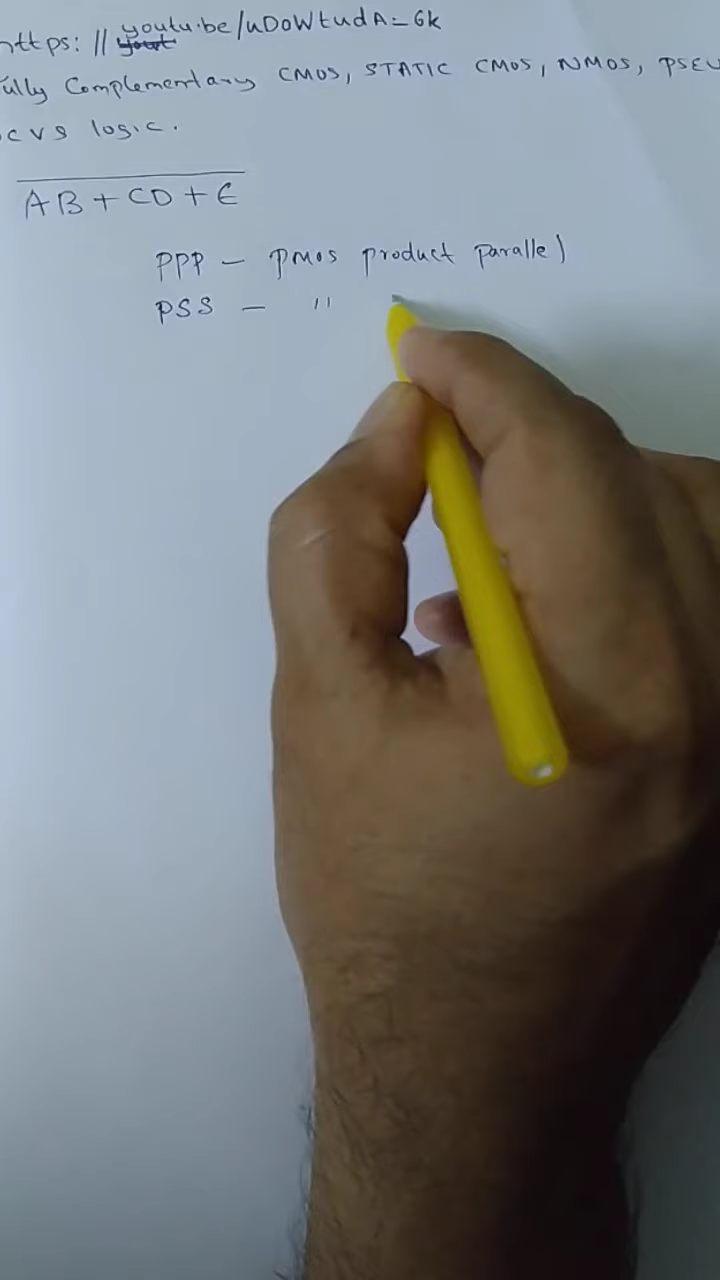 https: // youtu.be/uDoWtudA=6k
Fully Complementary CMOS, STATIC CMOS, NMOS, PSEU
CVS logic.
AB + CD + E
PPP - PMOS product Parallel
PSS - "